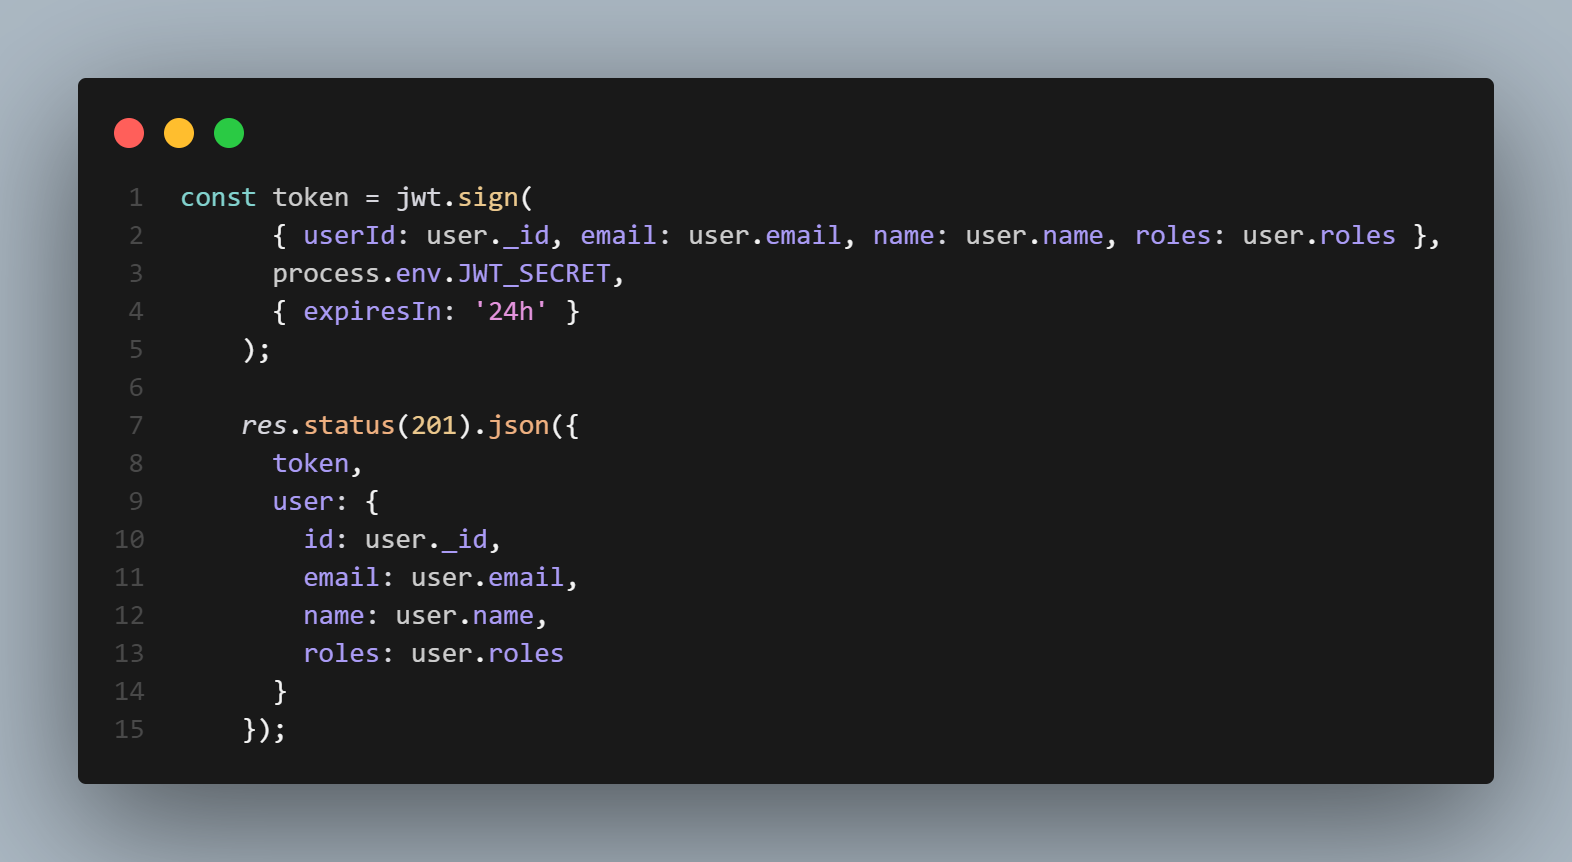 1 const token = jwt.sign(
2 { userId: user._id, email: user.email, name: user.name, roles: user.roles },
3 process.env.JWT_SECRET,
4 { expiresIn: '24h' }
5 );
6
7 res.status(201).json({
8 token,
9 user: {
10 id: user._id,
11 email: user.email,
12 name: user.name,
13 roles: user.roles
14 }
15 });